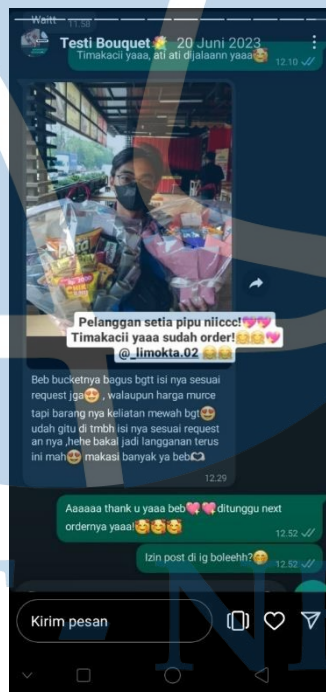 Waitt
11.58
Testi Bouquet💐 20 Juni 2023
Timakacii yaaa, ati ati dijalaann yaaa🥰
12.10
Pelanggan setia pipu niiccc!💖💖
Timakacii yaaa sudah order!🤗🤗💖
@_limokta.02 🤗🤗
Beb bucketnya bagus bgtt isi nya sesuai
request jga😍 , walaupun harga murce
tapi barang nya keliatan mewah bgt😍
udah gitu di tmbh isi nya sesuai request
an nya ,hehe bakal jadi langganan terus
ini mah😍 makasi banyak ya beb🫶
12.29
Aaaaaa thank u yaaa beb💘💘ditunggu next
ordernya yaaa!🥰🥰🥰
12.52
Izin post di ig boleehh?🤗
12.52
Kirim pesan